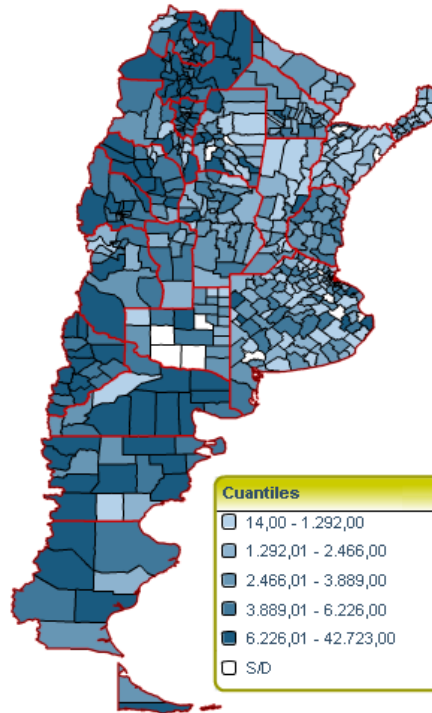 Cuantiles
14,00 - 1.292,00
1.292,01 - 2.466,00
2.466,01 - 3.889,00
3.889,01 - 6.226,00
6.226,01 - 42.723,00
S/D